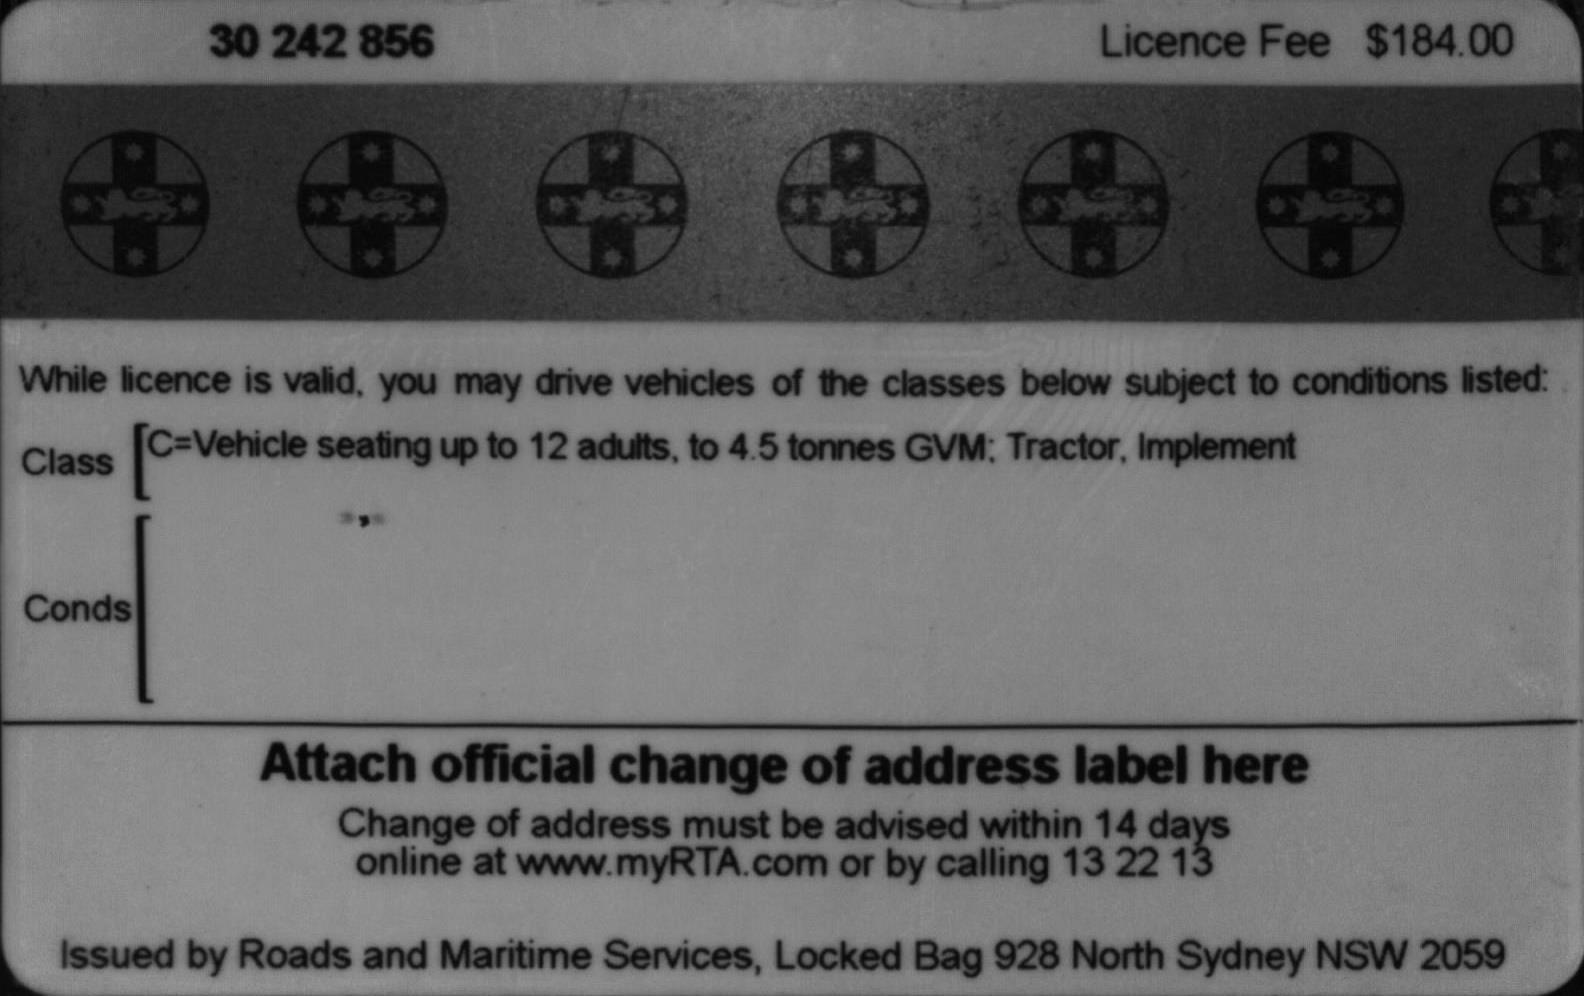 30 242 856 Licence Fee $184.00
While licence is valid, you may drive vehicles of the classes below subject to conditions listed:
Class [C=Vehicle seating up to 12 adults, to 4.5 tonnes GVM; Tractor, Implement
Conds [
Attach official change of address label here
Change of address must be advised within 14 days
online at www.myRTA.com or by calling 13 22 13
Issued by Roads and Maritime Services, Locked Bag 928 North Sydney NSW 2059